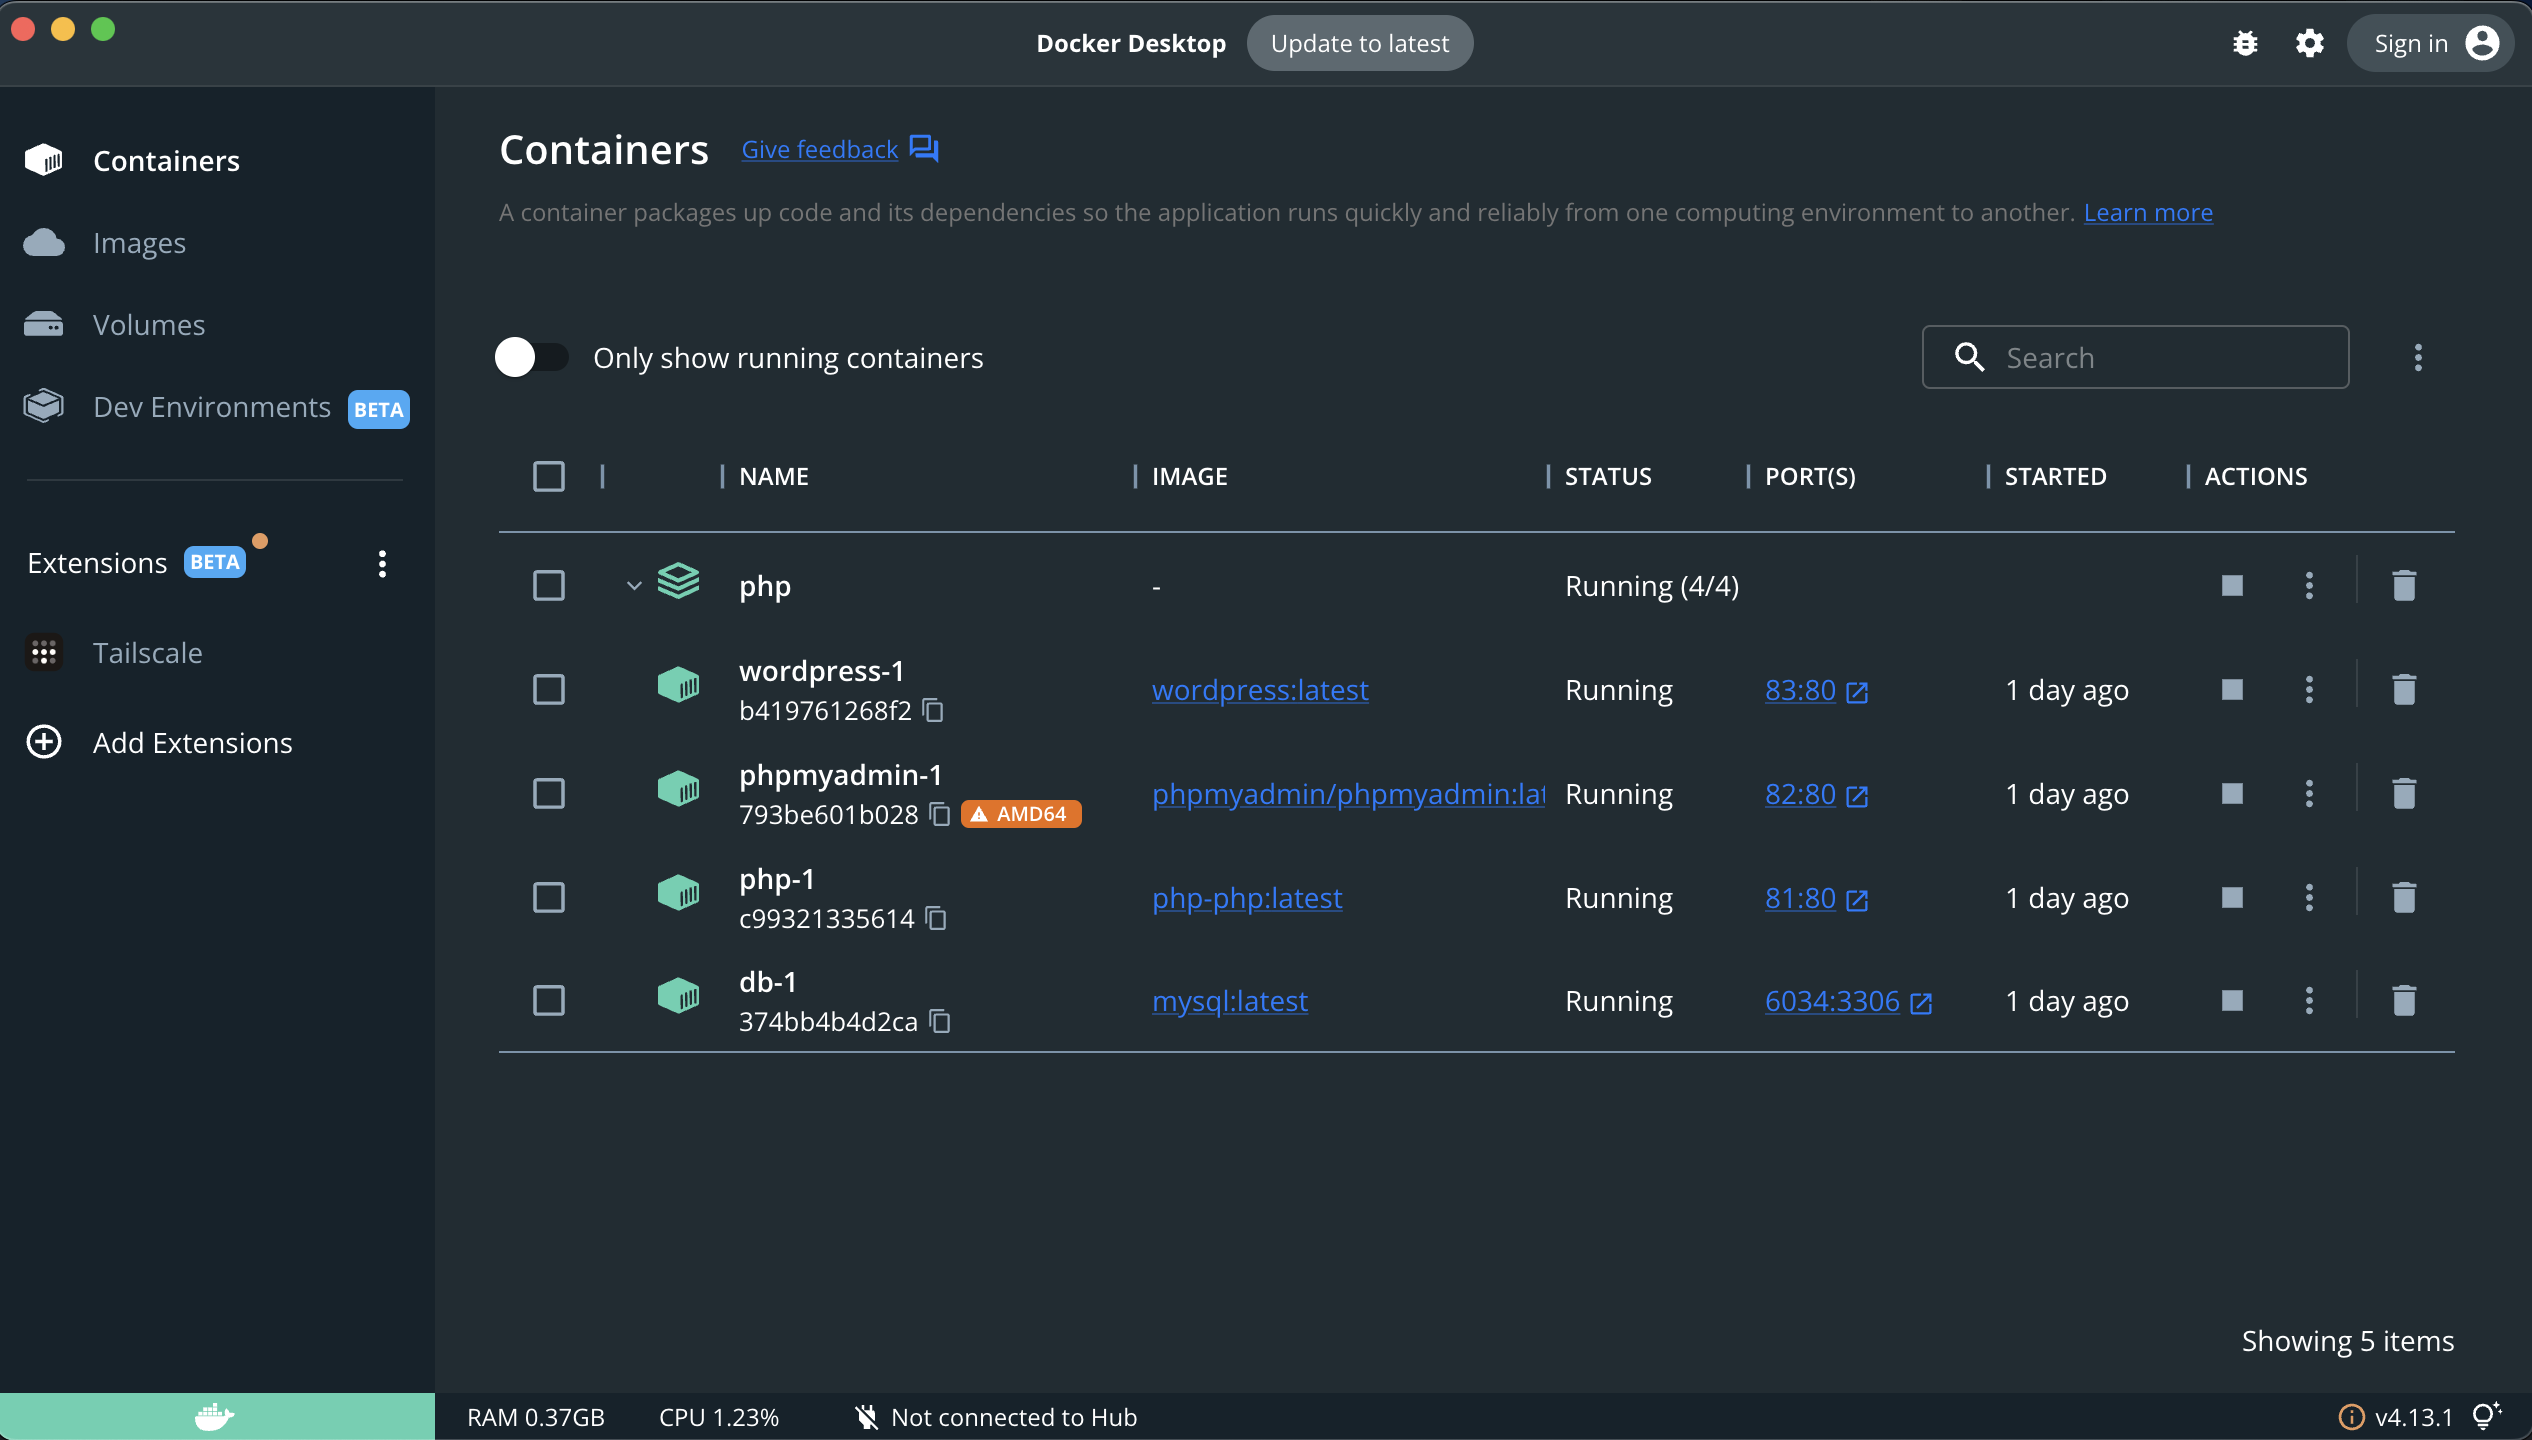 Docker Desktop Update to latest Sign in
Containers
Images
Volumes
Dev Environments BETA
Extensions BETA
Tailscale
Add Extensions
Containers Give feedback
A container packages up code and its dependencies so the application runs quickly and reliably from one computing environment to another. Learn more
Only show running containers Search
NAME IMAGE STATUS PORT(S) STARTED ACTIONS
php - Running (4/4)
wordpress-1
b419761268f2 wordpress:latest Running 83:80 1 day ago
phpmyadmin-1
793be601b028 AMD64 phpmyadmin/phpmyadmin:lat Running 82:80 1 day ago
php-1
c99321335614 php-php:latest Running 81:80 1 day ago
db-1
374bb4b4d2ca mysql:latest Running 6034:3306 1 day ago
Showing 5 items
RAM 0.37GB CPU 1.23% Not connected to Hub v4.13.1